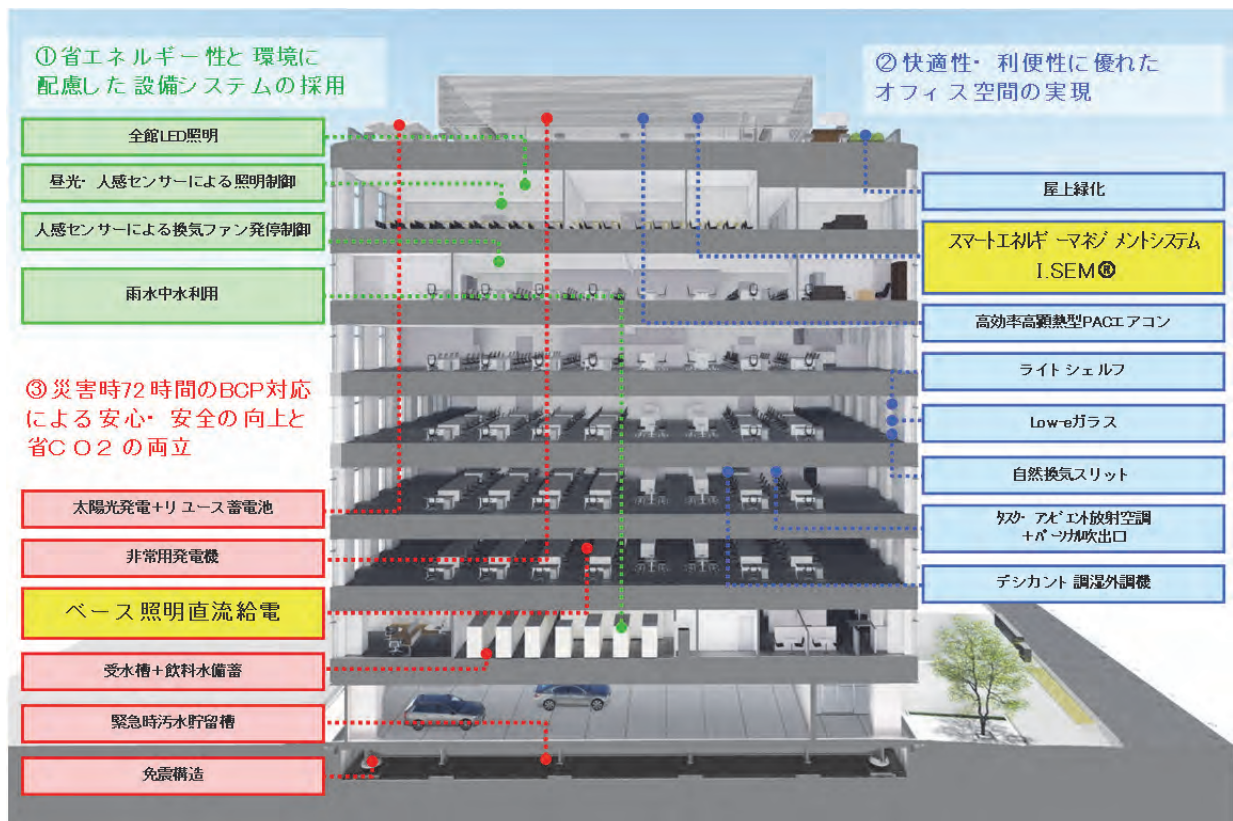 ①省エネルギー性と環境に
配慮した設備システムの採用
全館LED照明
昼光・人感センサーによる照明制御
人感センサーによる換気ファン発停制御
雨水中水利用
③災害時72時間のBCP対応
による安心・安全の向上と
省CO2の両立
太陽光発電+リユース蓄電池
非常用発電機
ベース照明直流給電
受水槽+飲料水備蓄
緊急時汚水貯留槽
免震構造
②快適性・利便性に優れた
オフィス空間の実現
屋上緑化
スマートエネルギーマネジメントシステム
I.SEM®
高効率高顕熱型PACエアコン
ライトシェルフ
Low-eガラス
自然換気スリット
タスク・アンビエント放射空調
+パーソナル吹出口
デシカント調湿外調機